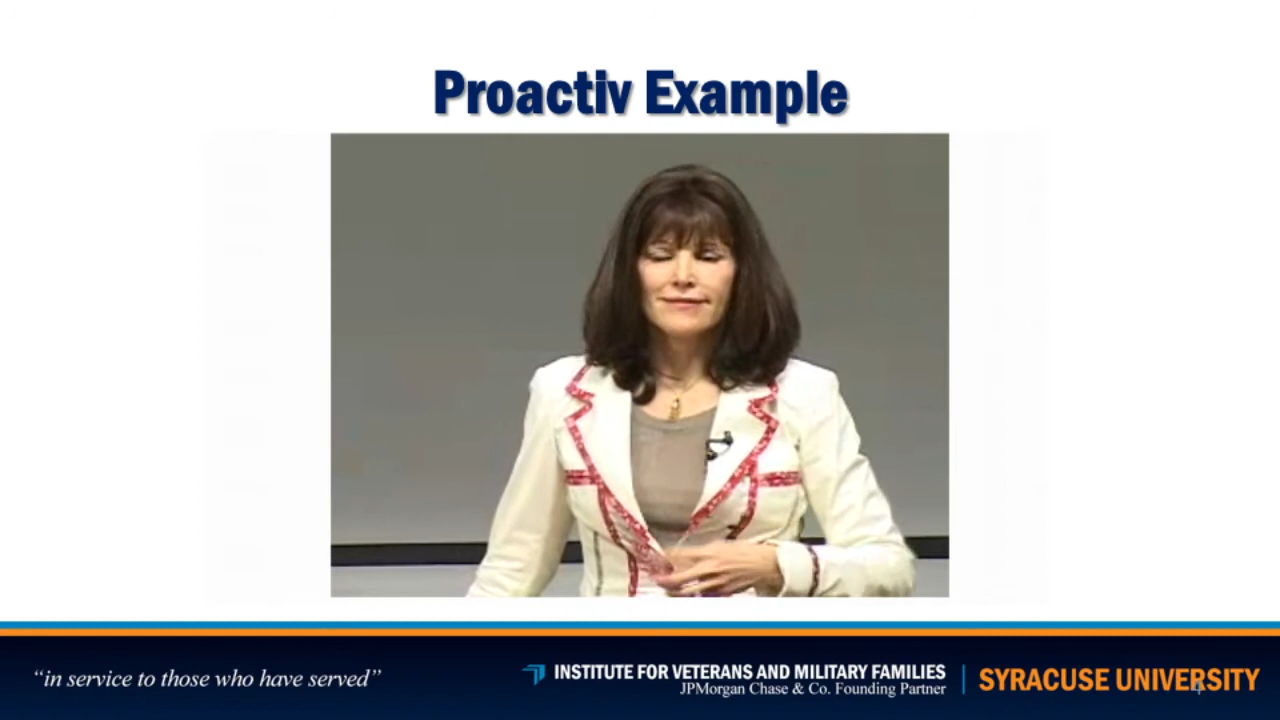 Proactiv Example
“in service to those who have served”
INSTITUTE FOR VETERANS AND MILITARY FAMILIES
JPMorgan Chase & Co. Founding Partner
SYRACUSE UNIVERSITY
4